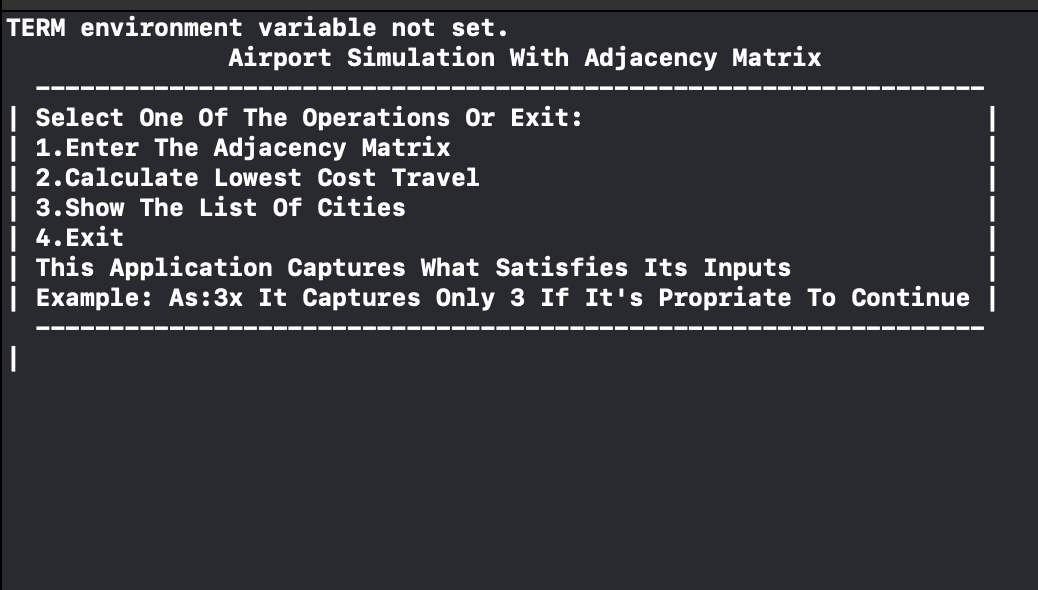 TERM environment variable not set.
Airport Simulation With Adjacency Matrix
----------------------------------------------------------------
| Select One Of The Operations Or Exit: |
| 1.Enter The Adjacency Matrix |
| 2.Calculate Lowest Cost Travel |
| 3.Show The List Of Cities |
| 4.Exit |
| This Application Captures What Satisfies Its Inputs |
| Example: As:3x It Captures Only 3 If It's Propriate To Continue |
----------------------------------------------------------------